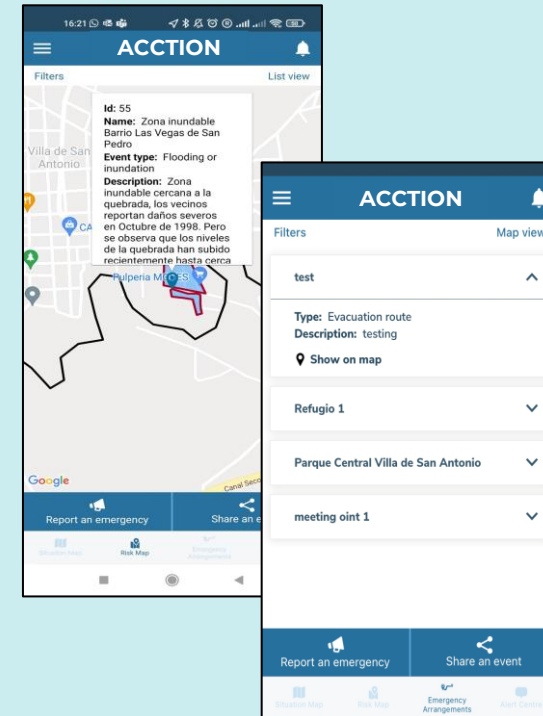 16:21
ACCTION
Filters
List view
Id: 55
Name: Zona inundable
Barrio Las Vegas de San
Pedro
Event type: Flooding or
inundation
Description: Zona
inundable cercana a la
quebrada, los vecinos
reportan daños severos
en Octubre de 1998. Pero
se observa que los niveles
de la quebrada han subido
recientemente hasta cerca
Villa de San
Antonio
CA
Pulperia
Google
Canal Seco
Report an emergency
Share an e
Situation Map
Risk Map
Emergency
Arrangements
ACCTION
Filters
Map view
test
Type: Evacuation route
Description: testing
Show on map
Refugio 1
Parque Central Villa de San Antonio
meeting oint 1
Report an emergency
Share an event
Situation Map
Risk Map
Emergency
Arrangements
Alert Centre